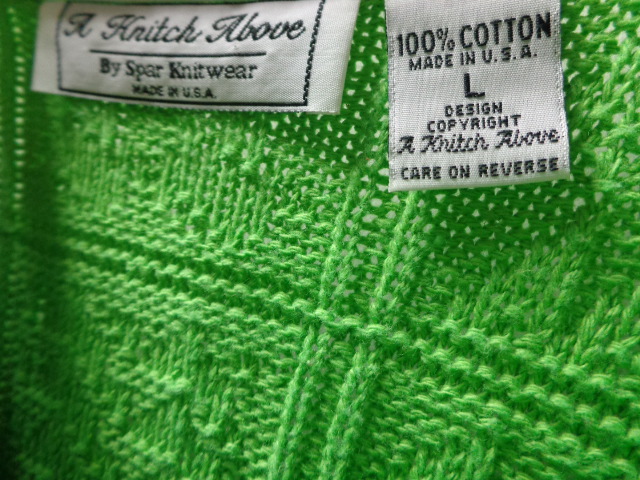 A Knitch Above
By Spar Knitwear
MADE IN U.S.A.
100% COTTON
MADE IN U.S.A.
L
DESIGN
COPYRIGHT
A Knitch Above
CARE ON REVERSE